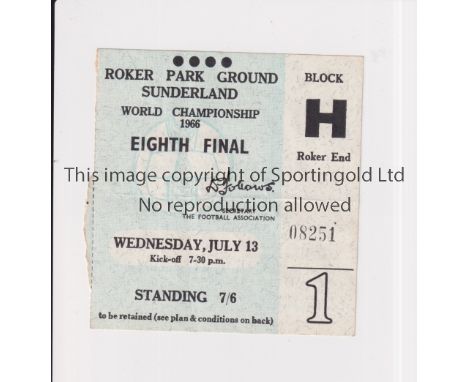 ROKER PARK GROUND
SUNDERLAND
WORLD CHAMPIONSHIP
1966
EIGHTH FINAL
D Follows.
SECRETARY
THE FOOTBALL ASSOCIATION
WEDNESDAY, JULY 13
Kick-off 7-30 p.m.
STANDING 7/6
to be retained (see plan & conditions on back)
BLOCK
H
Roker End
08251
1
This image copyright of Sportingold Ltd
No reproduction allowed